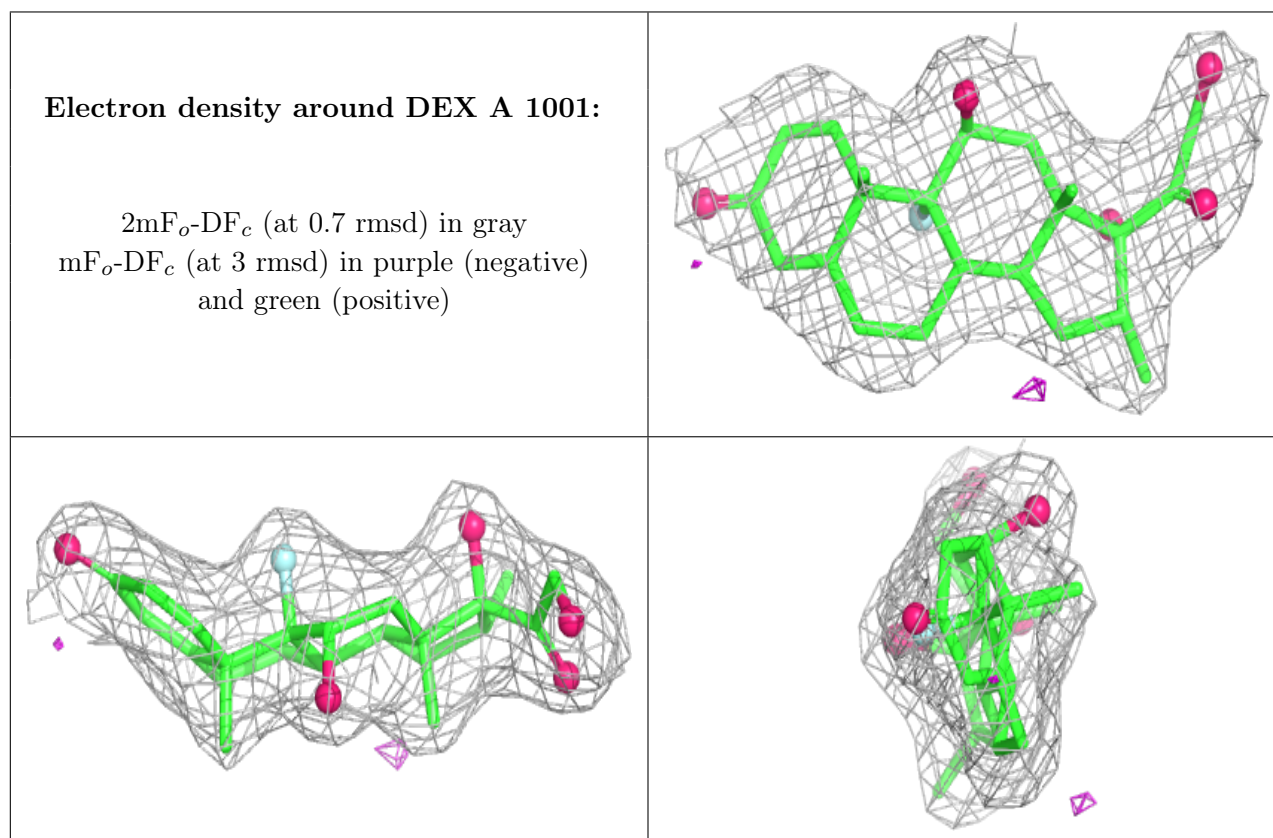 Electron density around DEX A 1001:
2mFo-DFc (at 0.7 rmsd) in gray
mFo-DFc (at 3 rmsd) in purple (negative)
and green (positive)